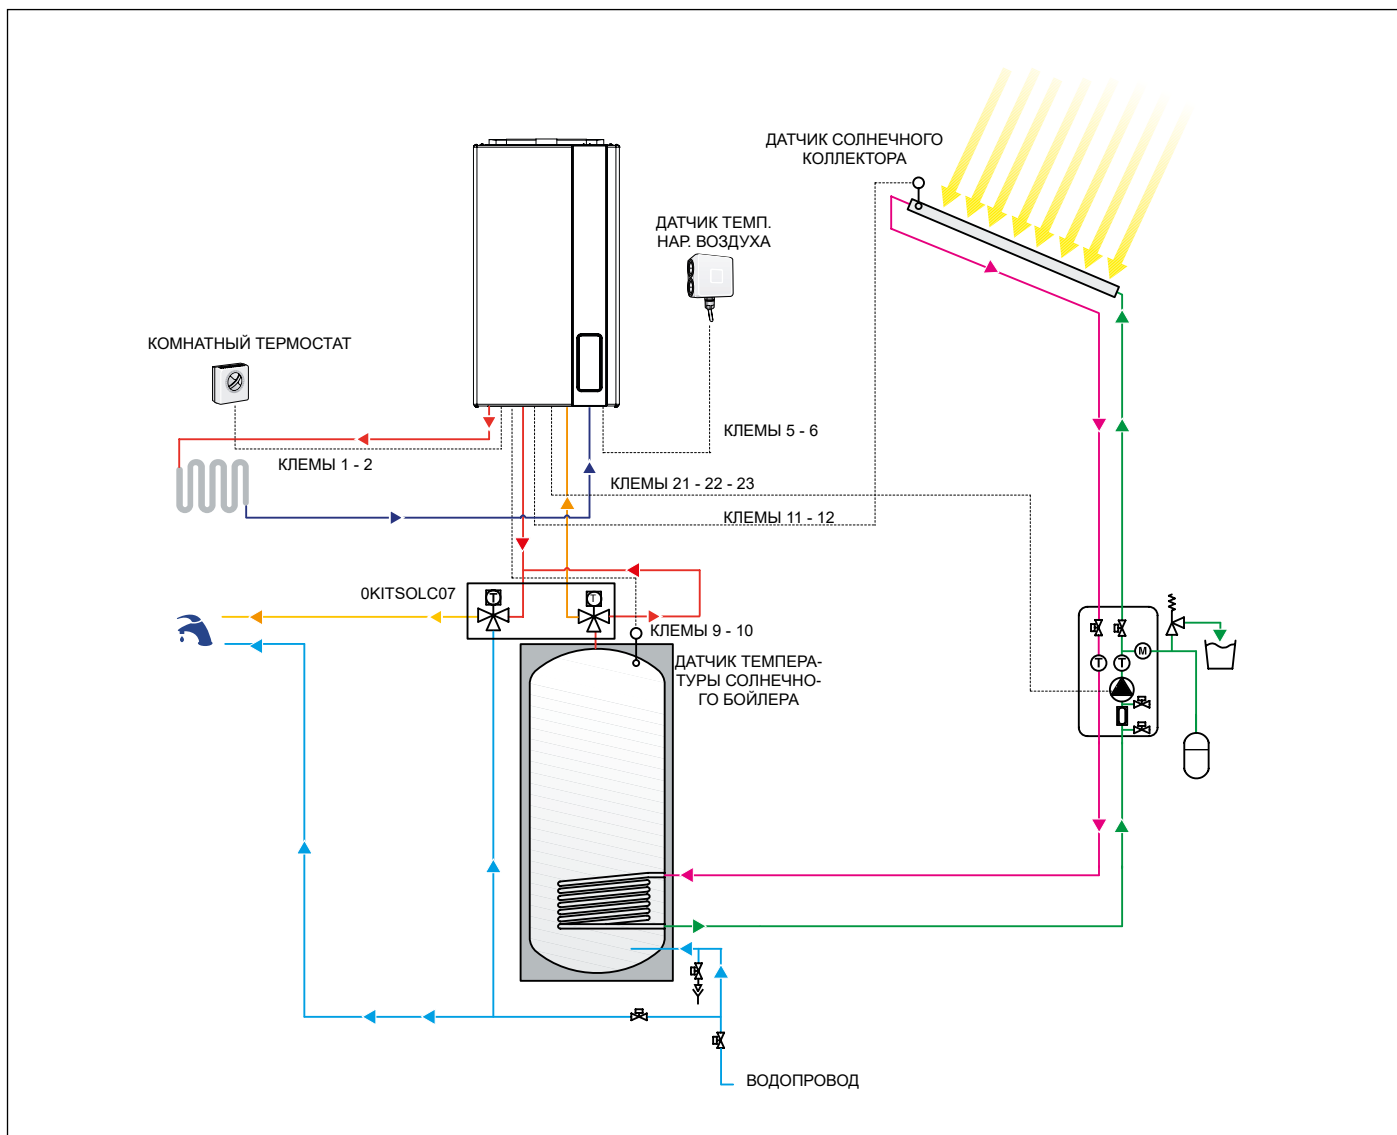 ДАТЧИК СОЛНЕЧНОГО
КОЛЛЕКТОРА
ДАТЧИК ТЕМП.
НАР. ВОЗДУХА
КОМНАТНЫЙ ТЕРМОСТАТ
КЛЕМЫ 5 - 6
КЛЕМЫ 1 - 2
КЛЕМЫ 21 - 22 - 23
КЛЕМЫ 11 - 12
0KITSOLC07
T
T
КЛЕМЫ 9 - 10
ДАТЧИК ТЕМПЕРА-
ТУРЫ СОЛНЕЧНО-
ГО БОЙЛЕРА
M
T
T
ВОДОПРОВОД